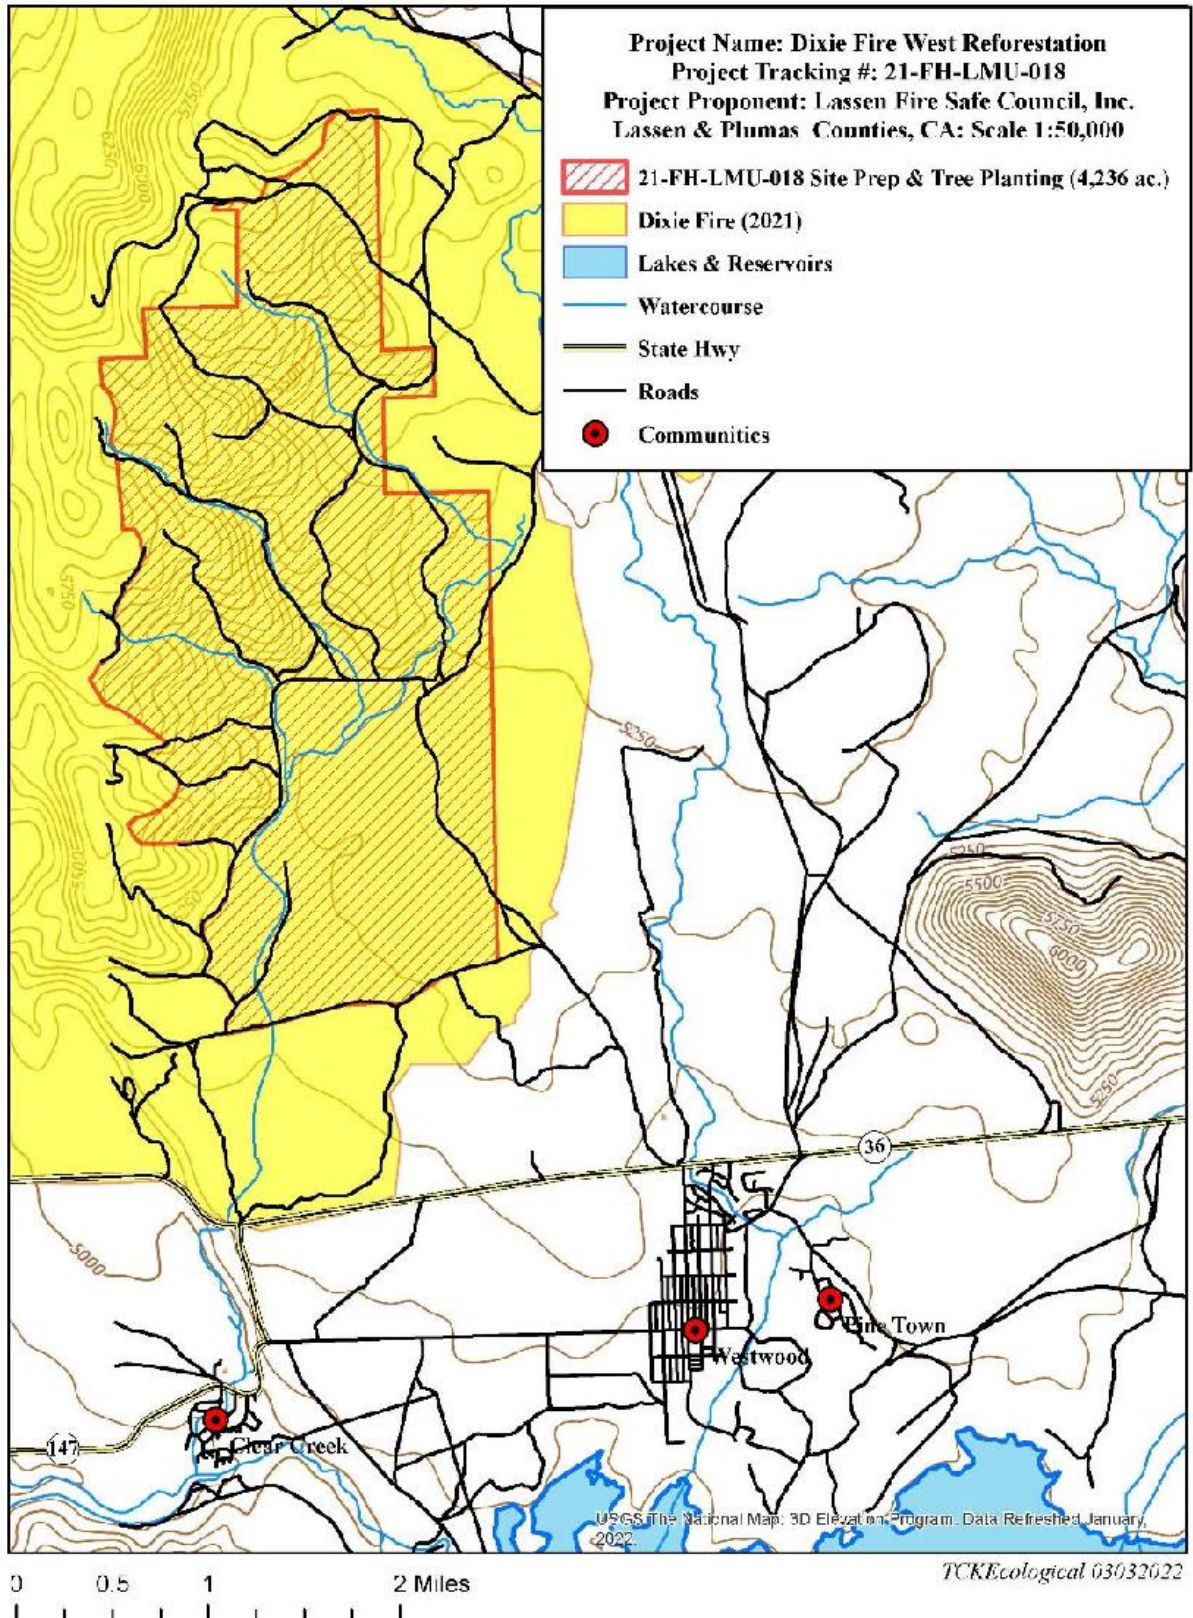 Project Name: Dixie Fire West Reforestation
Project Tracking #: 21-FH-LMU-018
Project Proponent: Lassen Fire Safe Council, Inc.
Lassen & Plumas Counties, CA: Scale 1:50,000
21-FH-LMU-018 Site Prep & Tree Planting (4,236 ac.)
Dixie Fire (2021)
Lakes & Reservoirs
Watercourse
State Hwy
Roads
Communities
5250
6250
6000
5750
5250
5250
5500
5750
6000
5500
5250
36
5000
Pine Town
Westwood
Clear Creek
147
USGS The National Map: 3D Elevation Program. Data Refreshed January,
2022.
TCKEcological 03032022
0 0.5 1 2 Miles